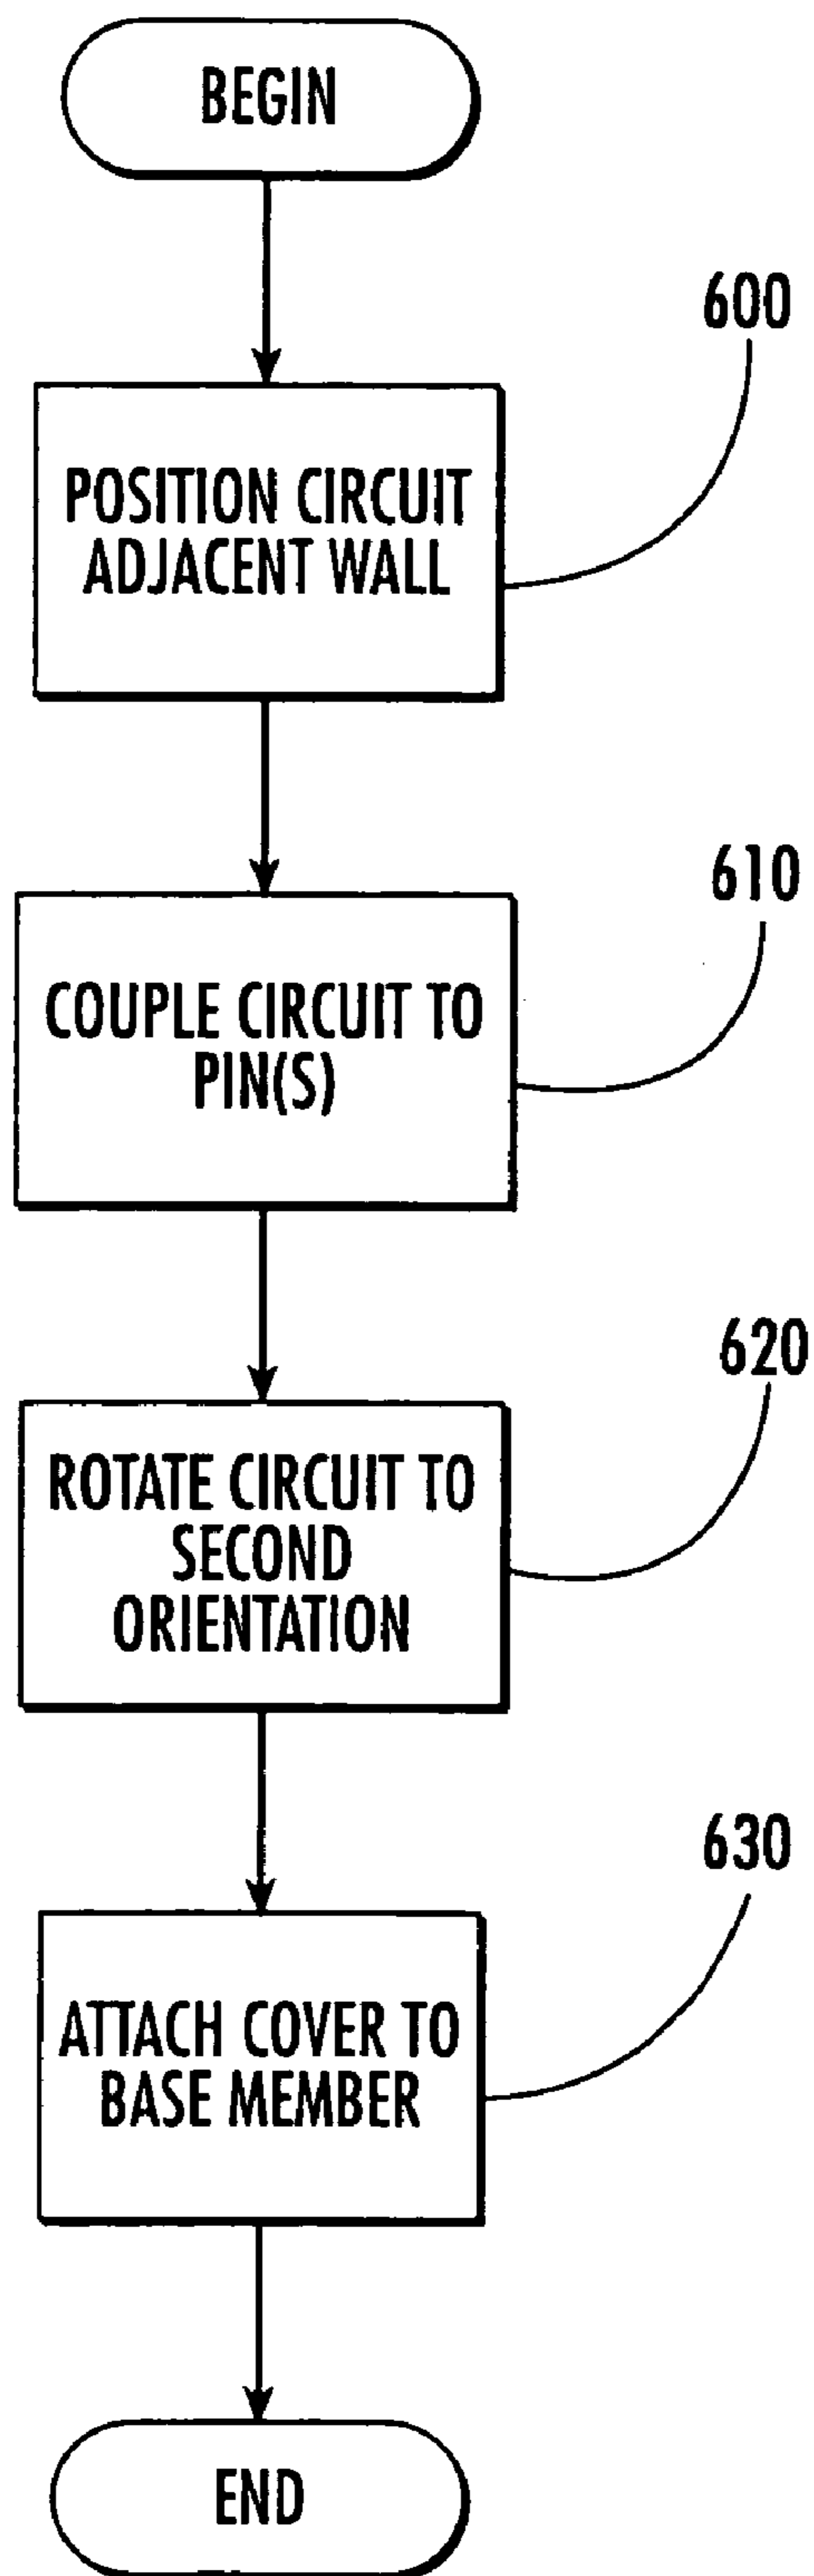 BEGIN
600
POSITION CIRCUIT
ADJACENT WALL
610
COUPLE CIRCUIT TO
PIN(S)
620
ROTATE CIRCUIT TO
SECOND
ORIENTATION
630
ATTACH COVER TO
BASE MEMBER
END